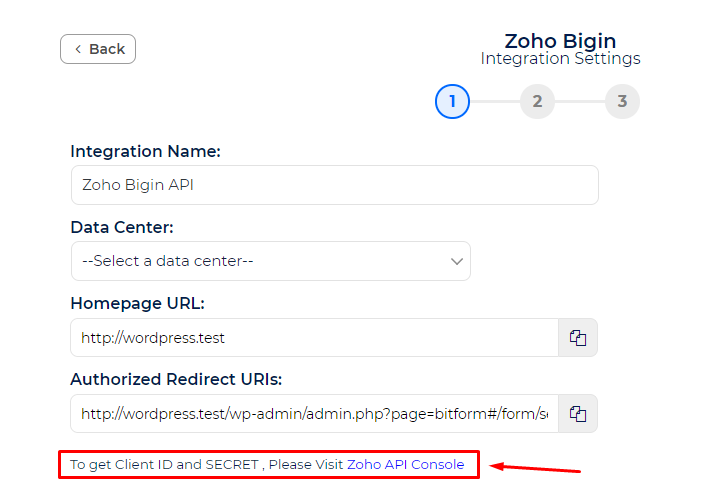 Back
Zoho Bigin
Integration Settings
1 2 3
Integration Name:
Zoho Bigin API
Data Center:
--Select a data center--
Homepage URL:
http://wordpress.test
Authorized Redirect URIs:
http://wordpress.test/wp-admin/admin.php?page=bitform#/form/se
To get Client ID and SECRET , Please Visit Zoho API Console